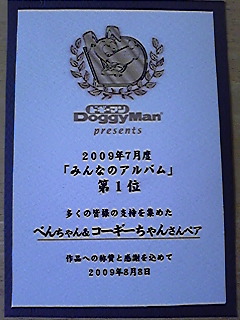 ドギーマン
DoggyMan
presents
2009年7月度
「みんなのアルバム」
第1位
多くの皆様の支持を集めた
ぺんちゃん&コーギーちゃんさんペア
作品への称賛と感謝を込めて
2009年8月8日